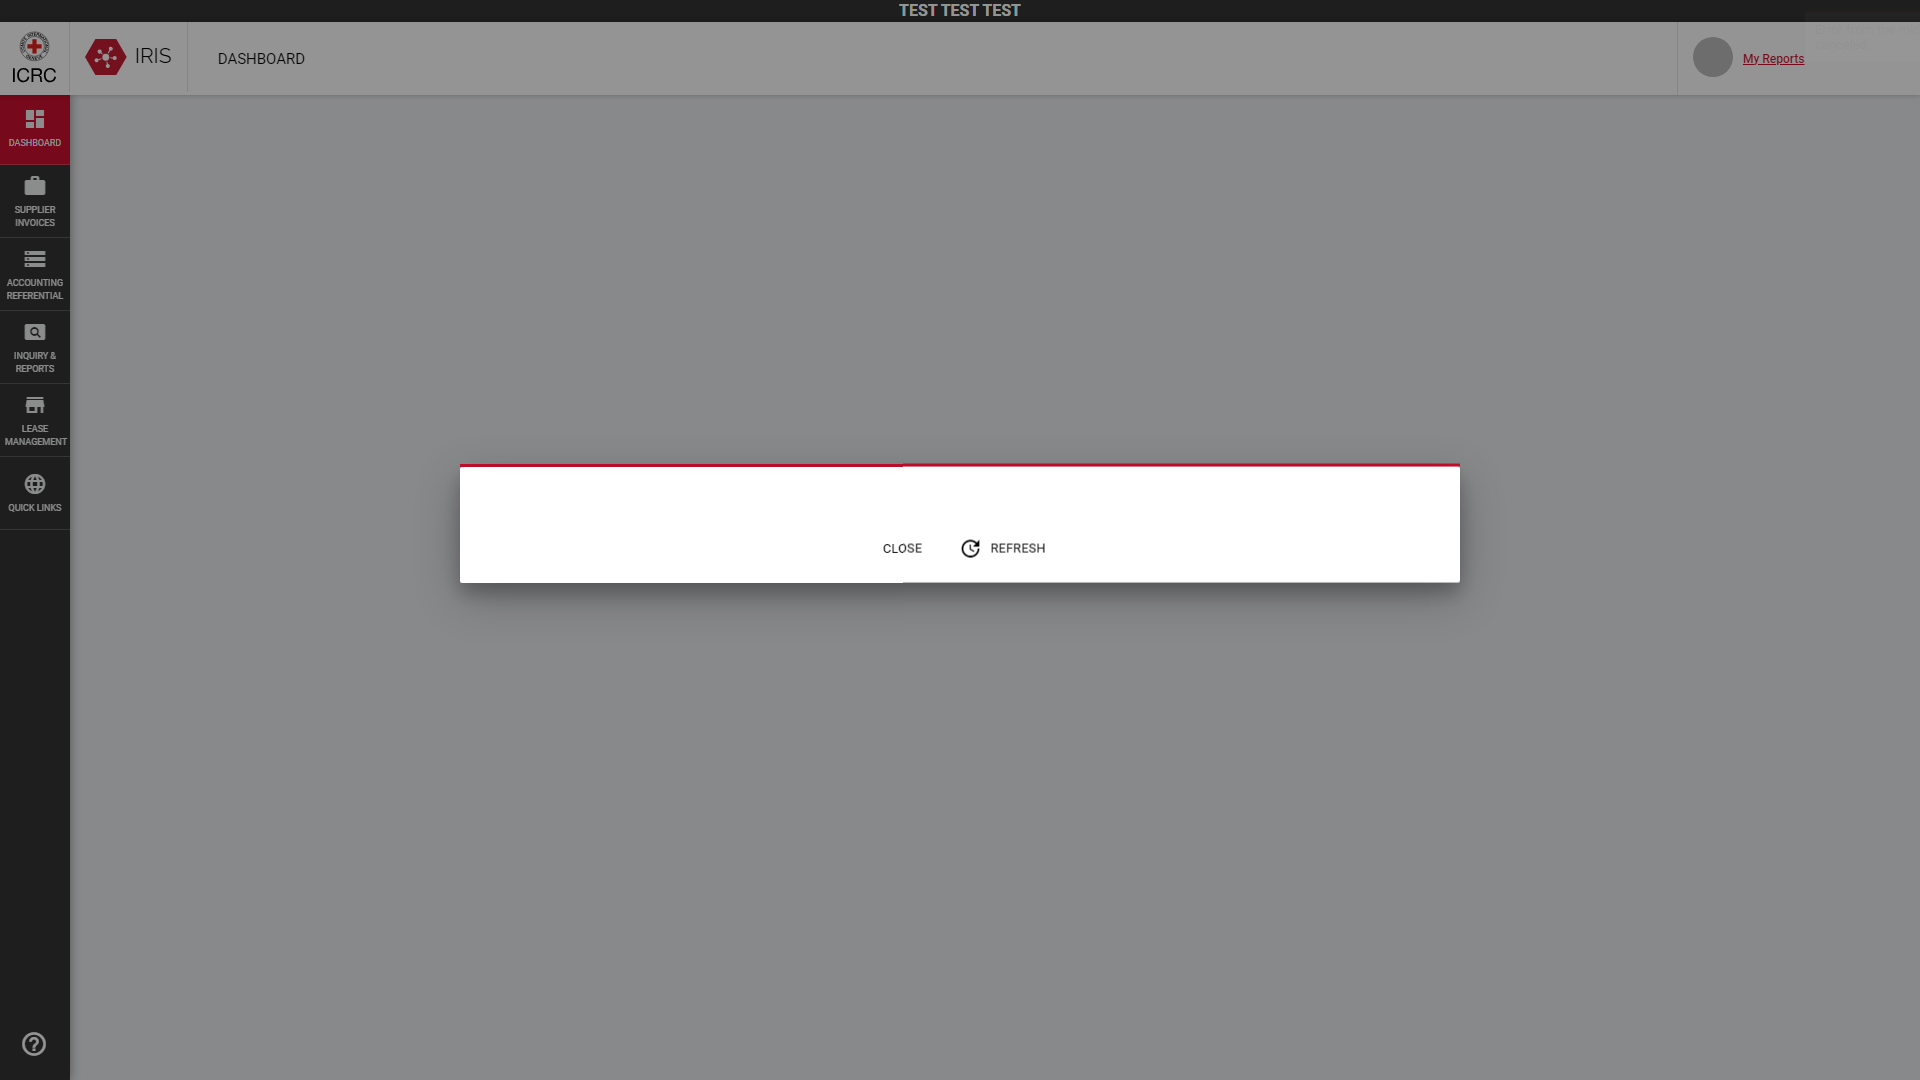 TEST TEST TEST
ICRC
IRIS
DASHBOARD
My Reports
DASHBOARD
SUPPLIER
INVOICES
ACCOUNTING
REFERENTIAL
INQUIRY &
REPORTS
LEASE
MANAGEMENT
QUICK LINKS
CLOSE
REFRESH